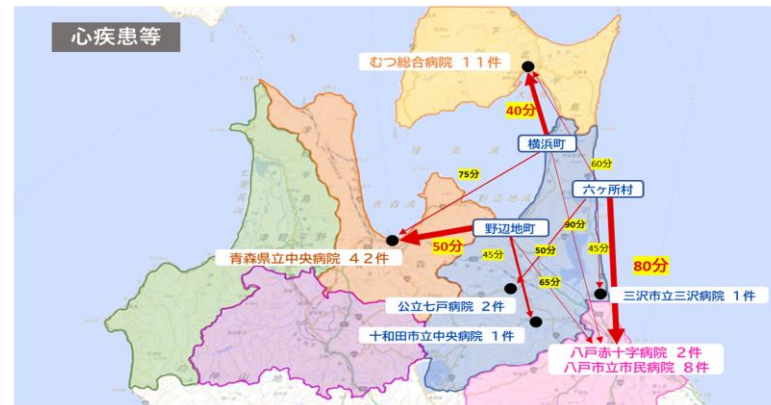 心疾患等
むつ総合病院 11件
40分
横浜町
75分
60分
六ヶ所村
野辺地町
90分
50分
45分
50分
45分
80分
青森県立中央病院 42件
65分
公立七戸病院 2件
三沢市立三沢病院 1件
十和田市立中央病院 1件
八戸赤十字病院 2件
八戸市立市民病院 8件